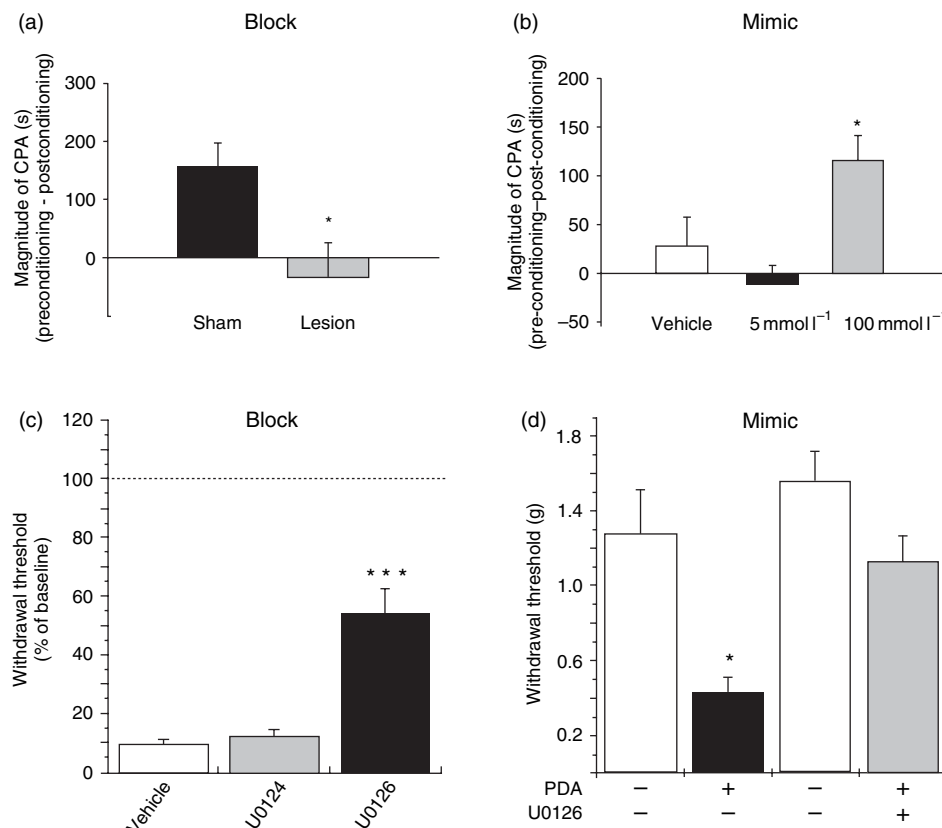 (a)
Block
Magnitude of CPA (s)
(preconditioning - postconditioning)
300
200
100
0
*
Sham
Lesion
(b)
Mimic
Magnitude of CPA (s)
(pre-conditioning–post-conditioning)
200
150
100
50
0
−50
*
Vehicle
5 mmol l⁻¹
100 mmol l⁻¹
(c)
Block
Withdrawal threshold
(% of baseline)
120
100
80
60
40
20
0
* * *
Vehicle
U0124
U0126
(d)
Mimic
Withdrawal threshold (g)
1.8
1.4
1.0
0.6
0.2
*
PDA − + − +
U0126 − − − +